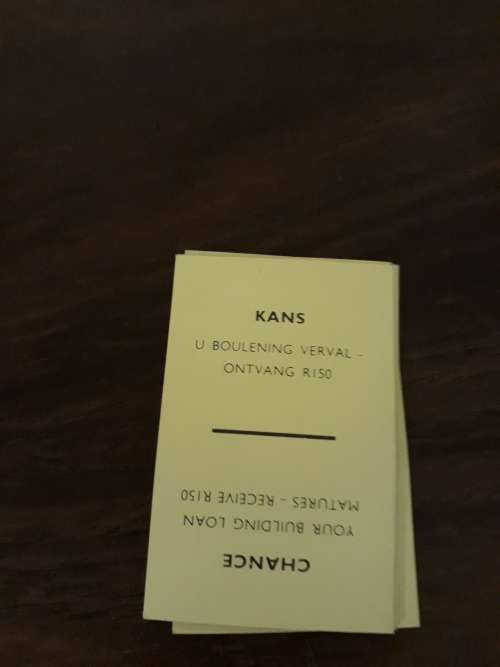 KANS
U BOULENING VERVAL -
ONTVANG R150
CHANCE
YOUR BUILDING LOAN
MATURES - RECEIVE R150